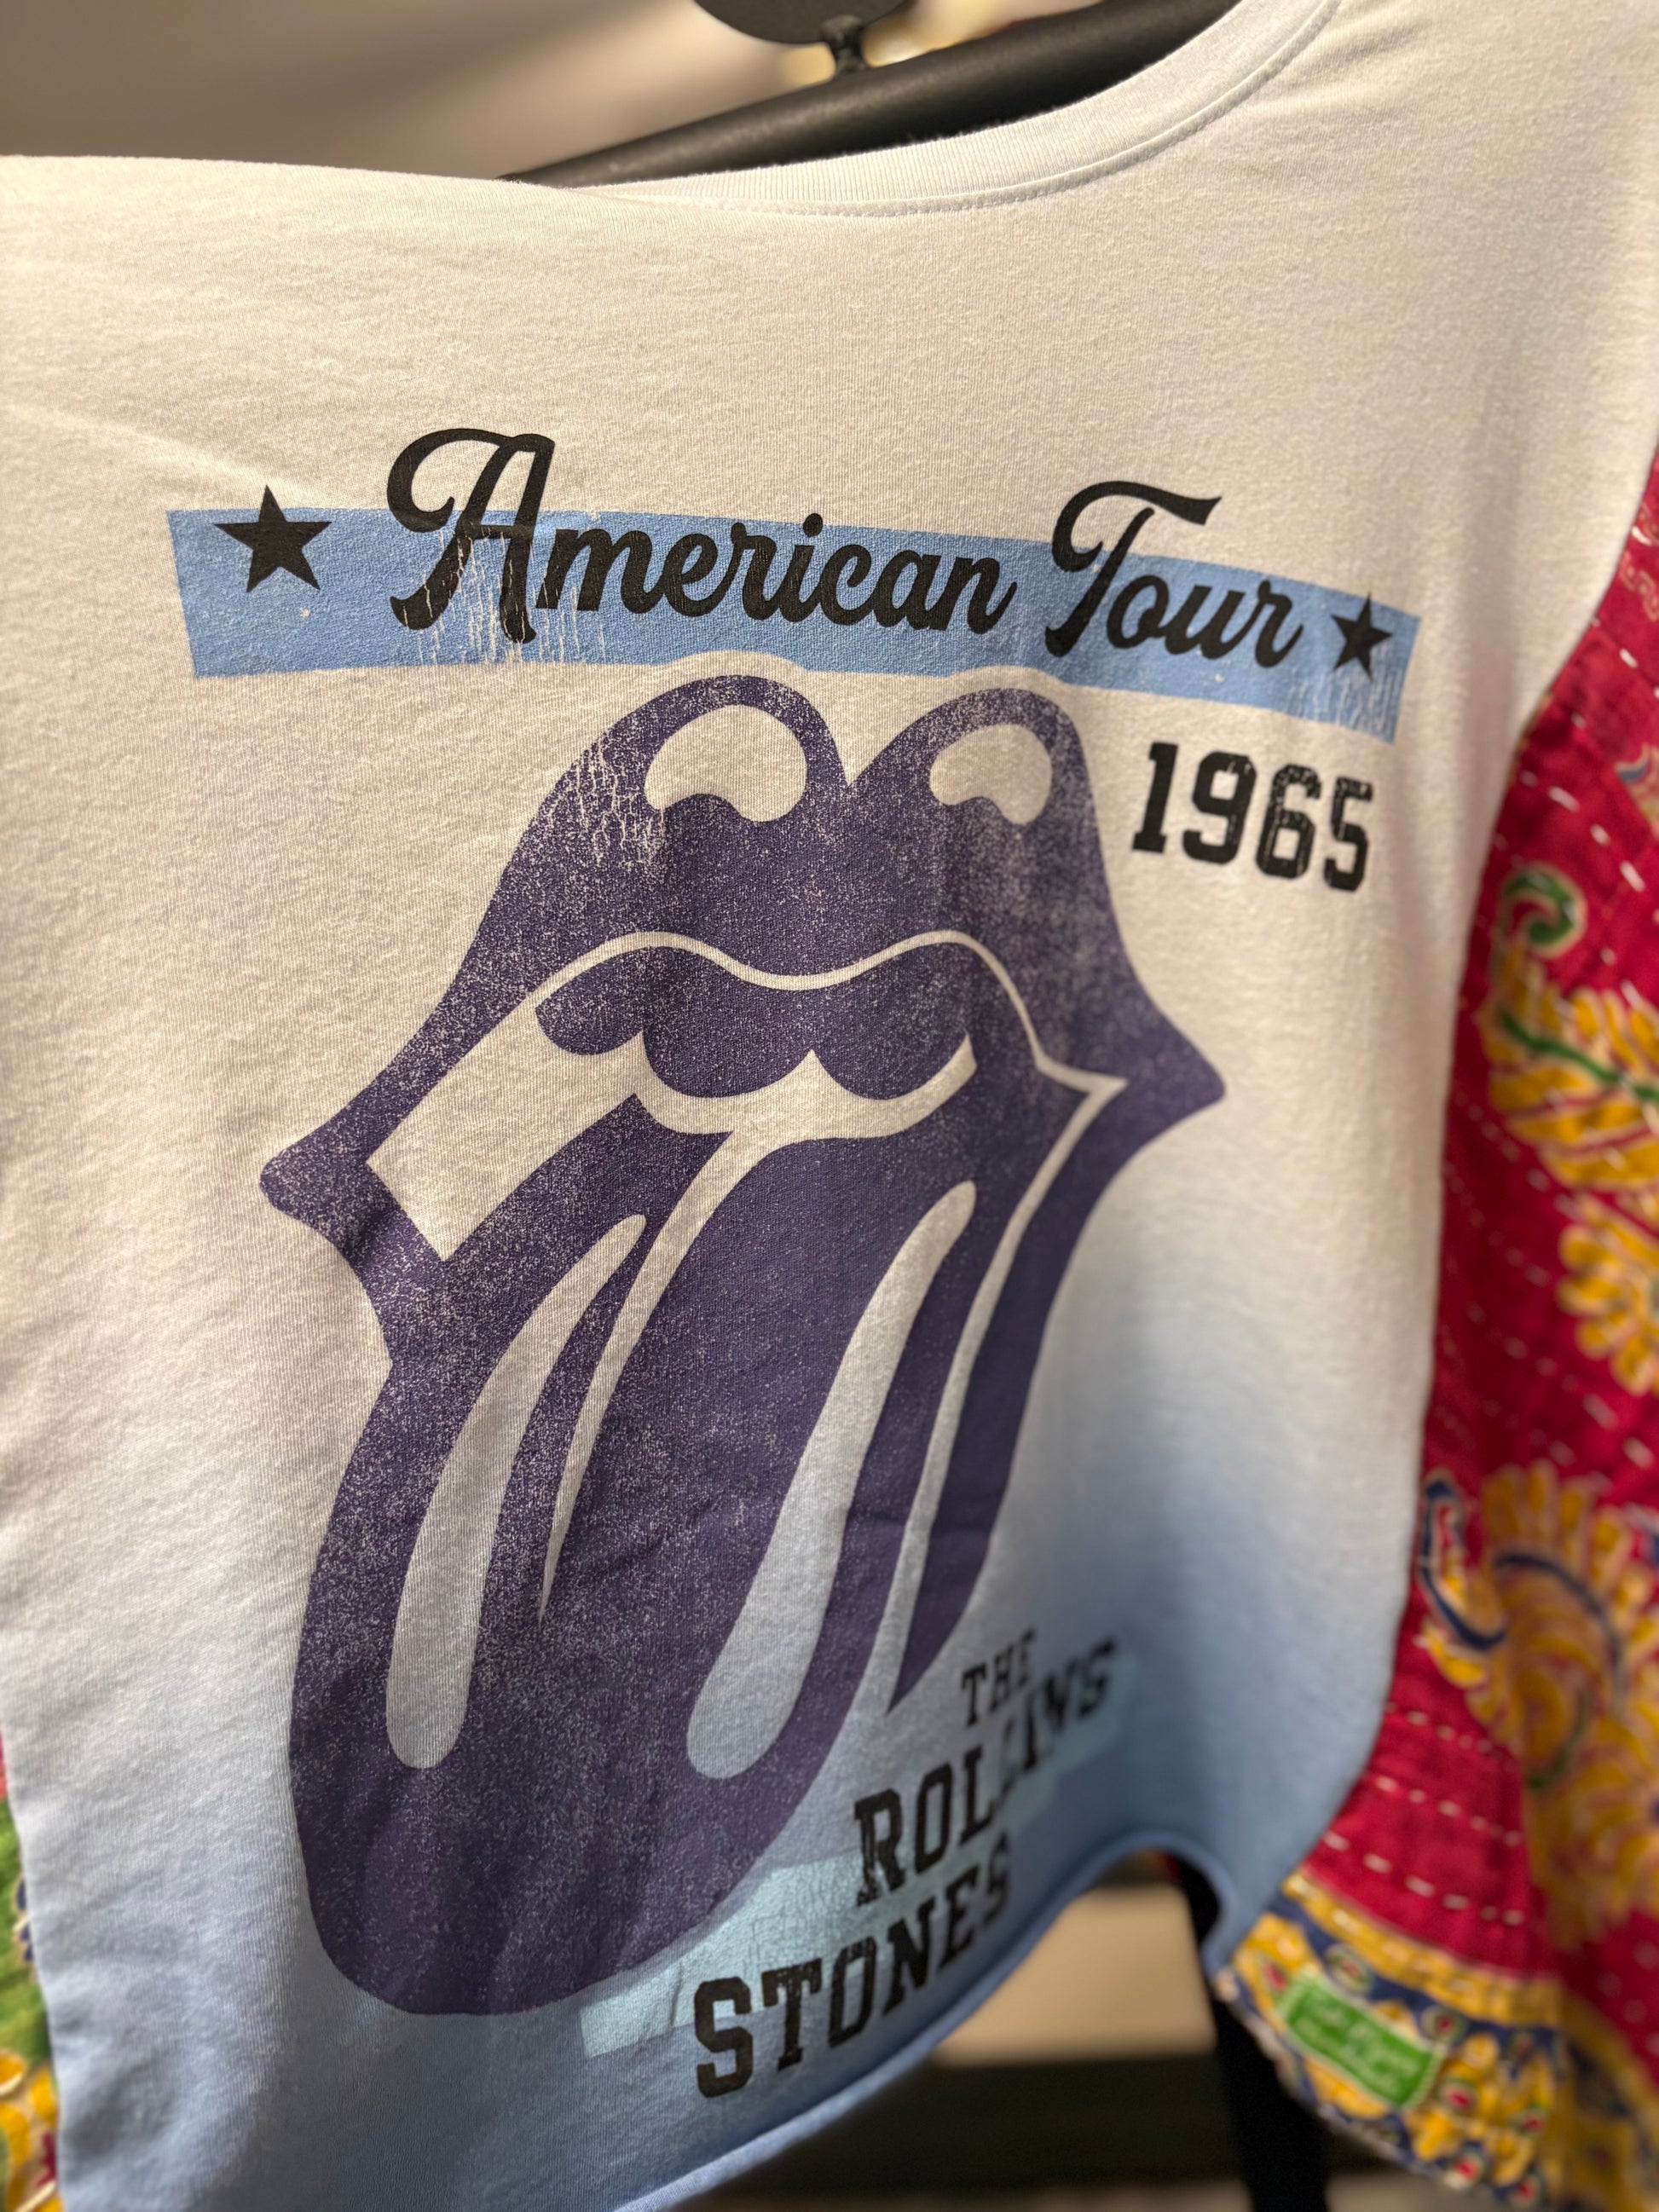 American Tour
1965
THE
ROLLING
STONES